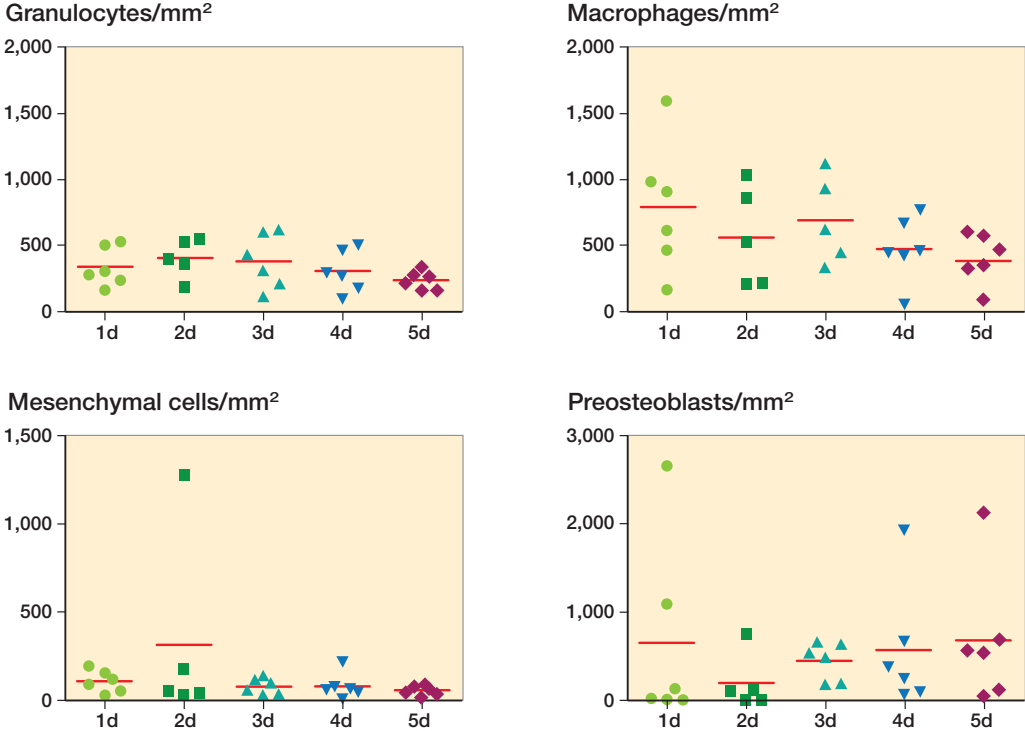 Granulocytes/mm²
2,000
1,500
1,000
500
0
1d 2d 3d 4d 5d
Macrophages/mm²
2,000
1,500
1,000
500
0
1d 2d 3d 4d 5d
Mesenchymal cells/mm²
1,500
1,000
500
0
1d 2d 3d 4d 5d
Preosteoblasts/mm²
3,000
2,000
1,000
0
1d 2d 3d 4d 5d